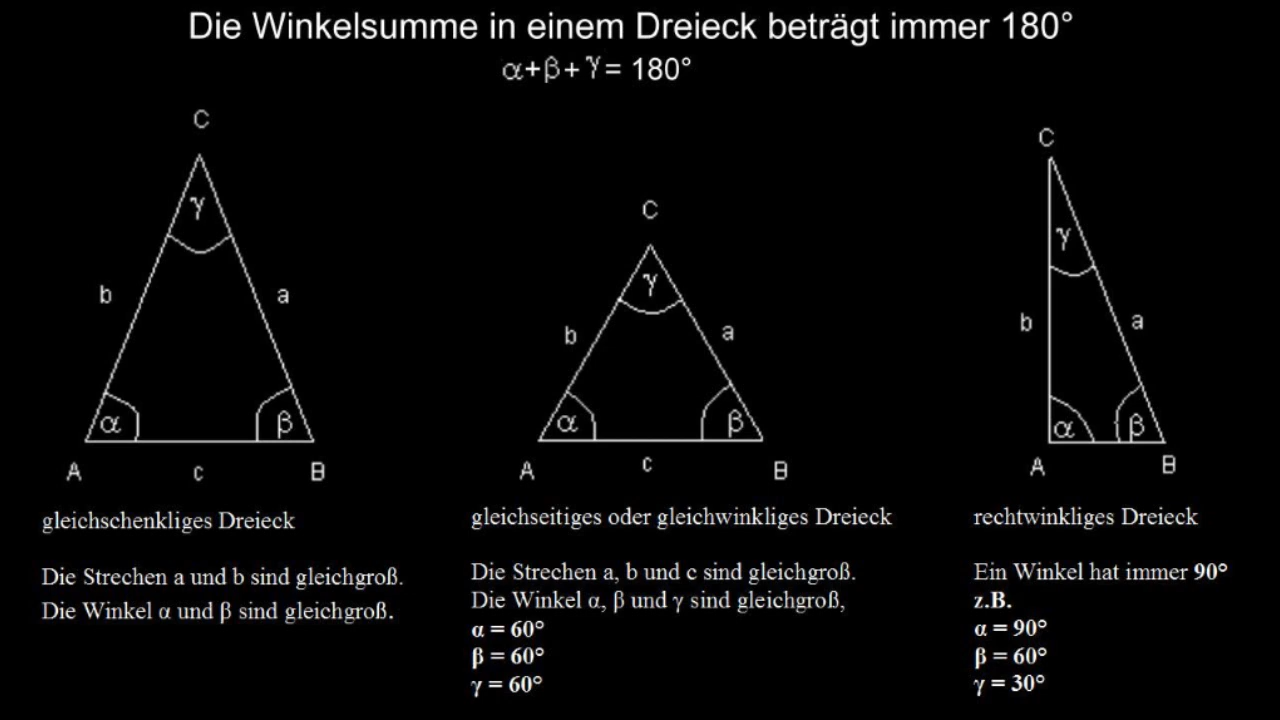 Die Winkelsumme in einem Dreieck beträgt immer 180°
α+β+γ= 180°
C
γ
b
a
α
β
A
c
B
gleichschenkliges Dreieck
Die Strechen a und b sind gleichgroß.
Die Winkel α und β sind gleichgroß.
C
γ
b
a
α
β
A
c
B
gleichseitiges oder gleichwinkliges Dreieck
Die Strechen a, b und c sind gleichgroß.
Die Winkel α, β und γ sind gleichgroß,
α = 60°
β = 60°
γ = 60°
C
γ
b
a
α
β
A
B
rechtwinkliges Dreieck
Ein Winkel hat immer 90°
z.B.
α = 90°
β = 60°
γ = 30°